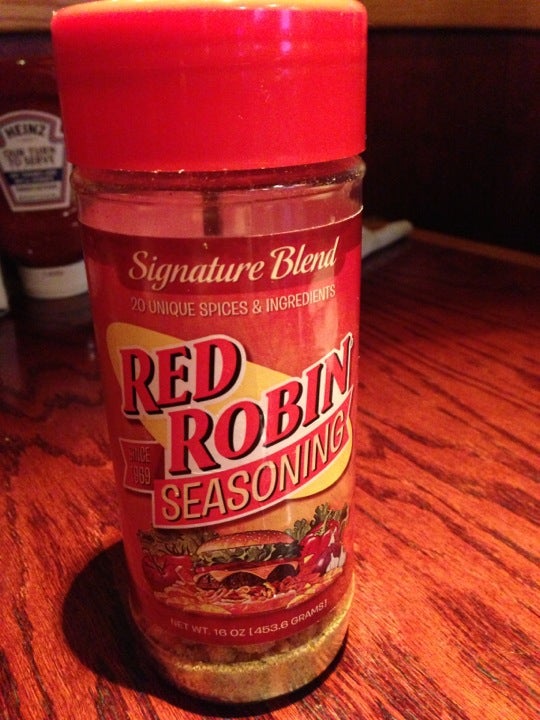 Signature Blend
20 UNIQUE SPICES & INGREDIENTS
RED
ROBIN
SINCE
1969
SEASONING
NET WT. 16 OZ [453.6 GRAMS]
HEINZ